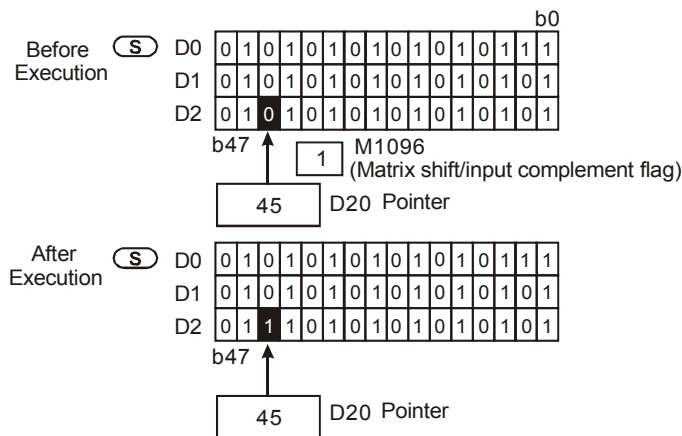 b0
Before Execution S D0 0 1 0 1 0 1 0 1 0 1 0 1 0 1 1 1
D1 0 1 0 1 0 1 0 1 0 1 0 1 0 1 0 1
D2 0 1 0 1 0 1 0 1 0 1 0 1 0 1 0 1
b47 1 M1096
(Matrix shift/input complement flag)
45 D20 Pointer
After Execution S D0 0 1 0 1 0 1 0 1 0 1 0 1 0 1 1 1
D1 0 1 0 1 0 1 0 1 0 1 0 1 0 1 0 1
D2 0 1 1 1 0 1 0 1 0 1 0 1 0 1 0 1
b47
45 D20 Pointer